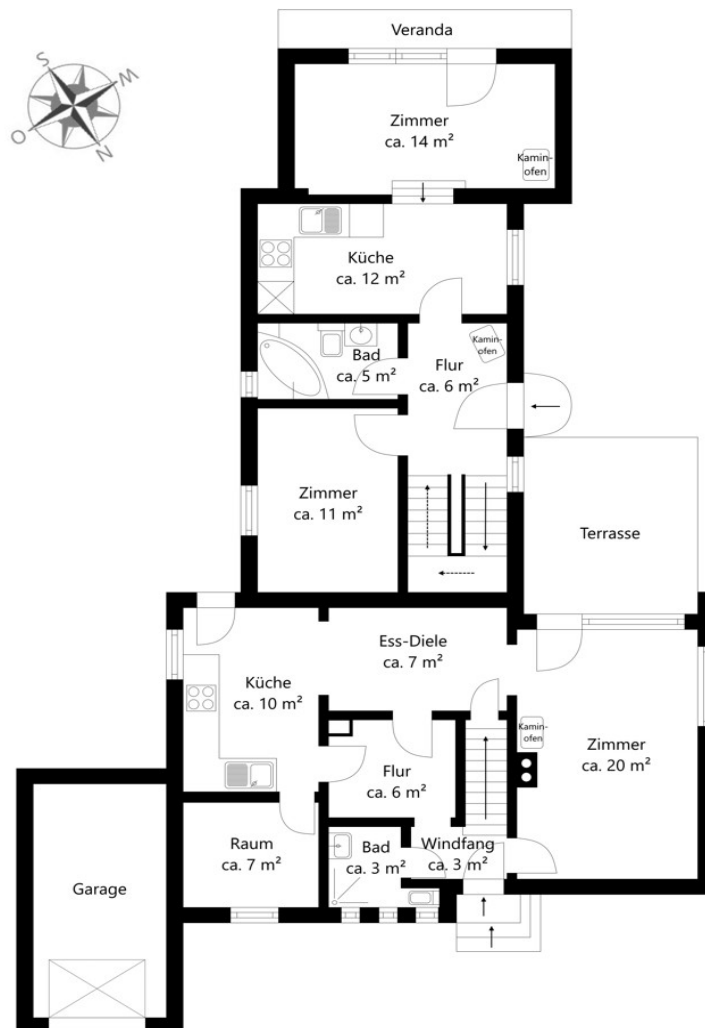 Veranda
S
W
O
N
Zimmer
ca. 14 m²
Kamin-
ofen
Küche
ca. 12 m²
Bad
ca. 5 m²
Flur
ca. 6 m²
Kamin-
ofen
Zimmer
ca. 11 m²
Terrasse
Ess-Diele
ca. 7 m²
Küche
ca. 10 m²
Kamin-
ofen
Zimmer
ca. 20 m²
Flur
ca. 6 m²
Raum
ca. 7 m²
Bad
ca. 3 m²
Windfang
ca. 3 m²
Garage